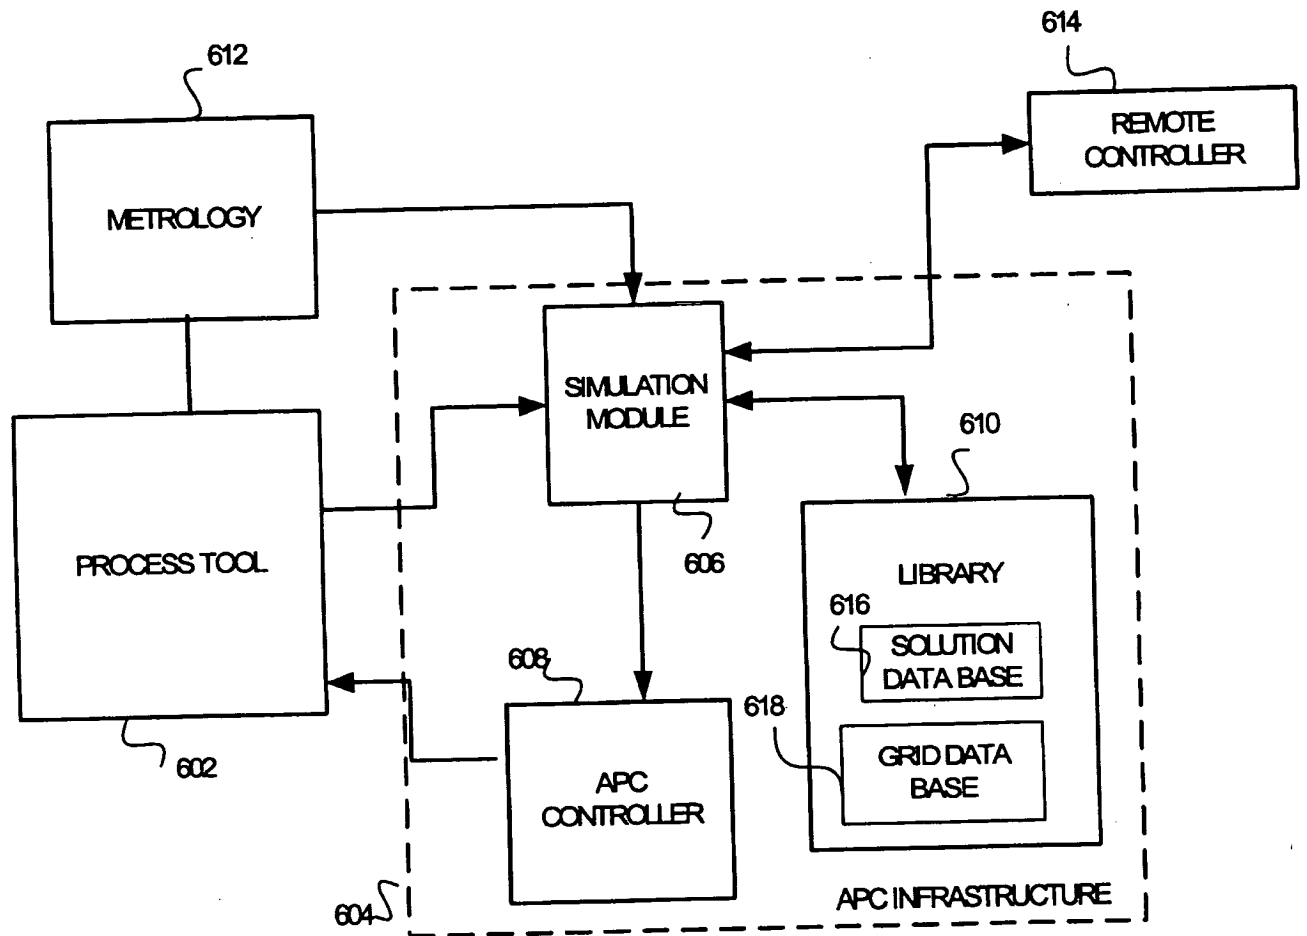 612
METROLOGY
614
REMOTE
CONTROLLER
SIMULATION
MODULE
606
PROCESS TOOL
602
610
LIBRARY
616
SOLUTION
DATA BASE
618
GRID DATA
BASE
608
APC
CONTROLLER
604
APC INFRASTRUCTURE